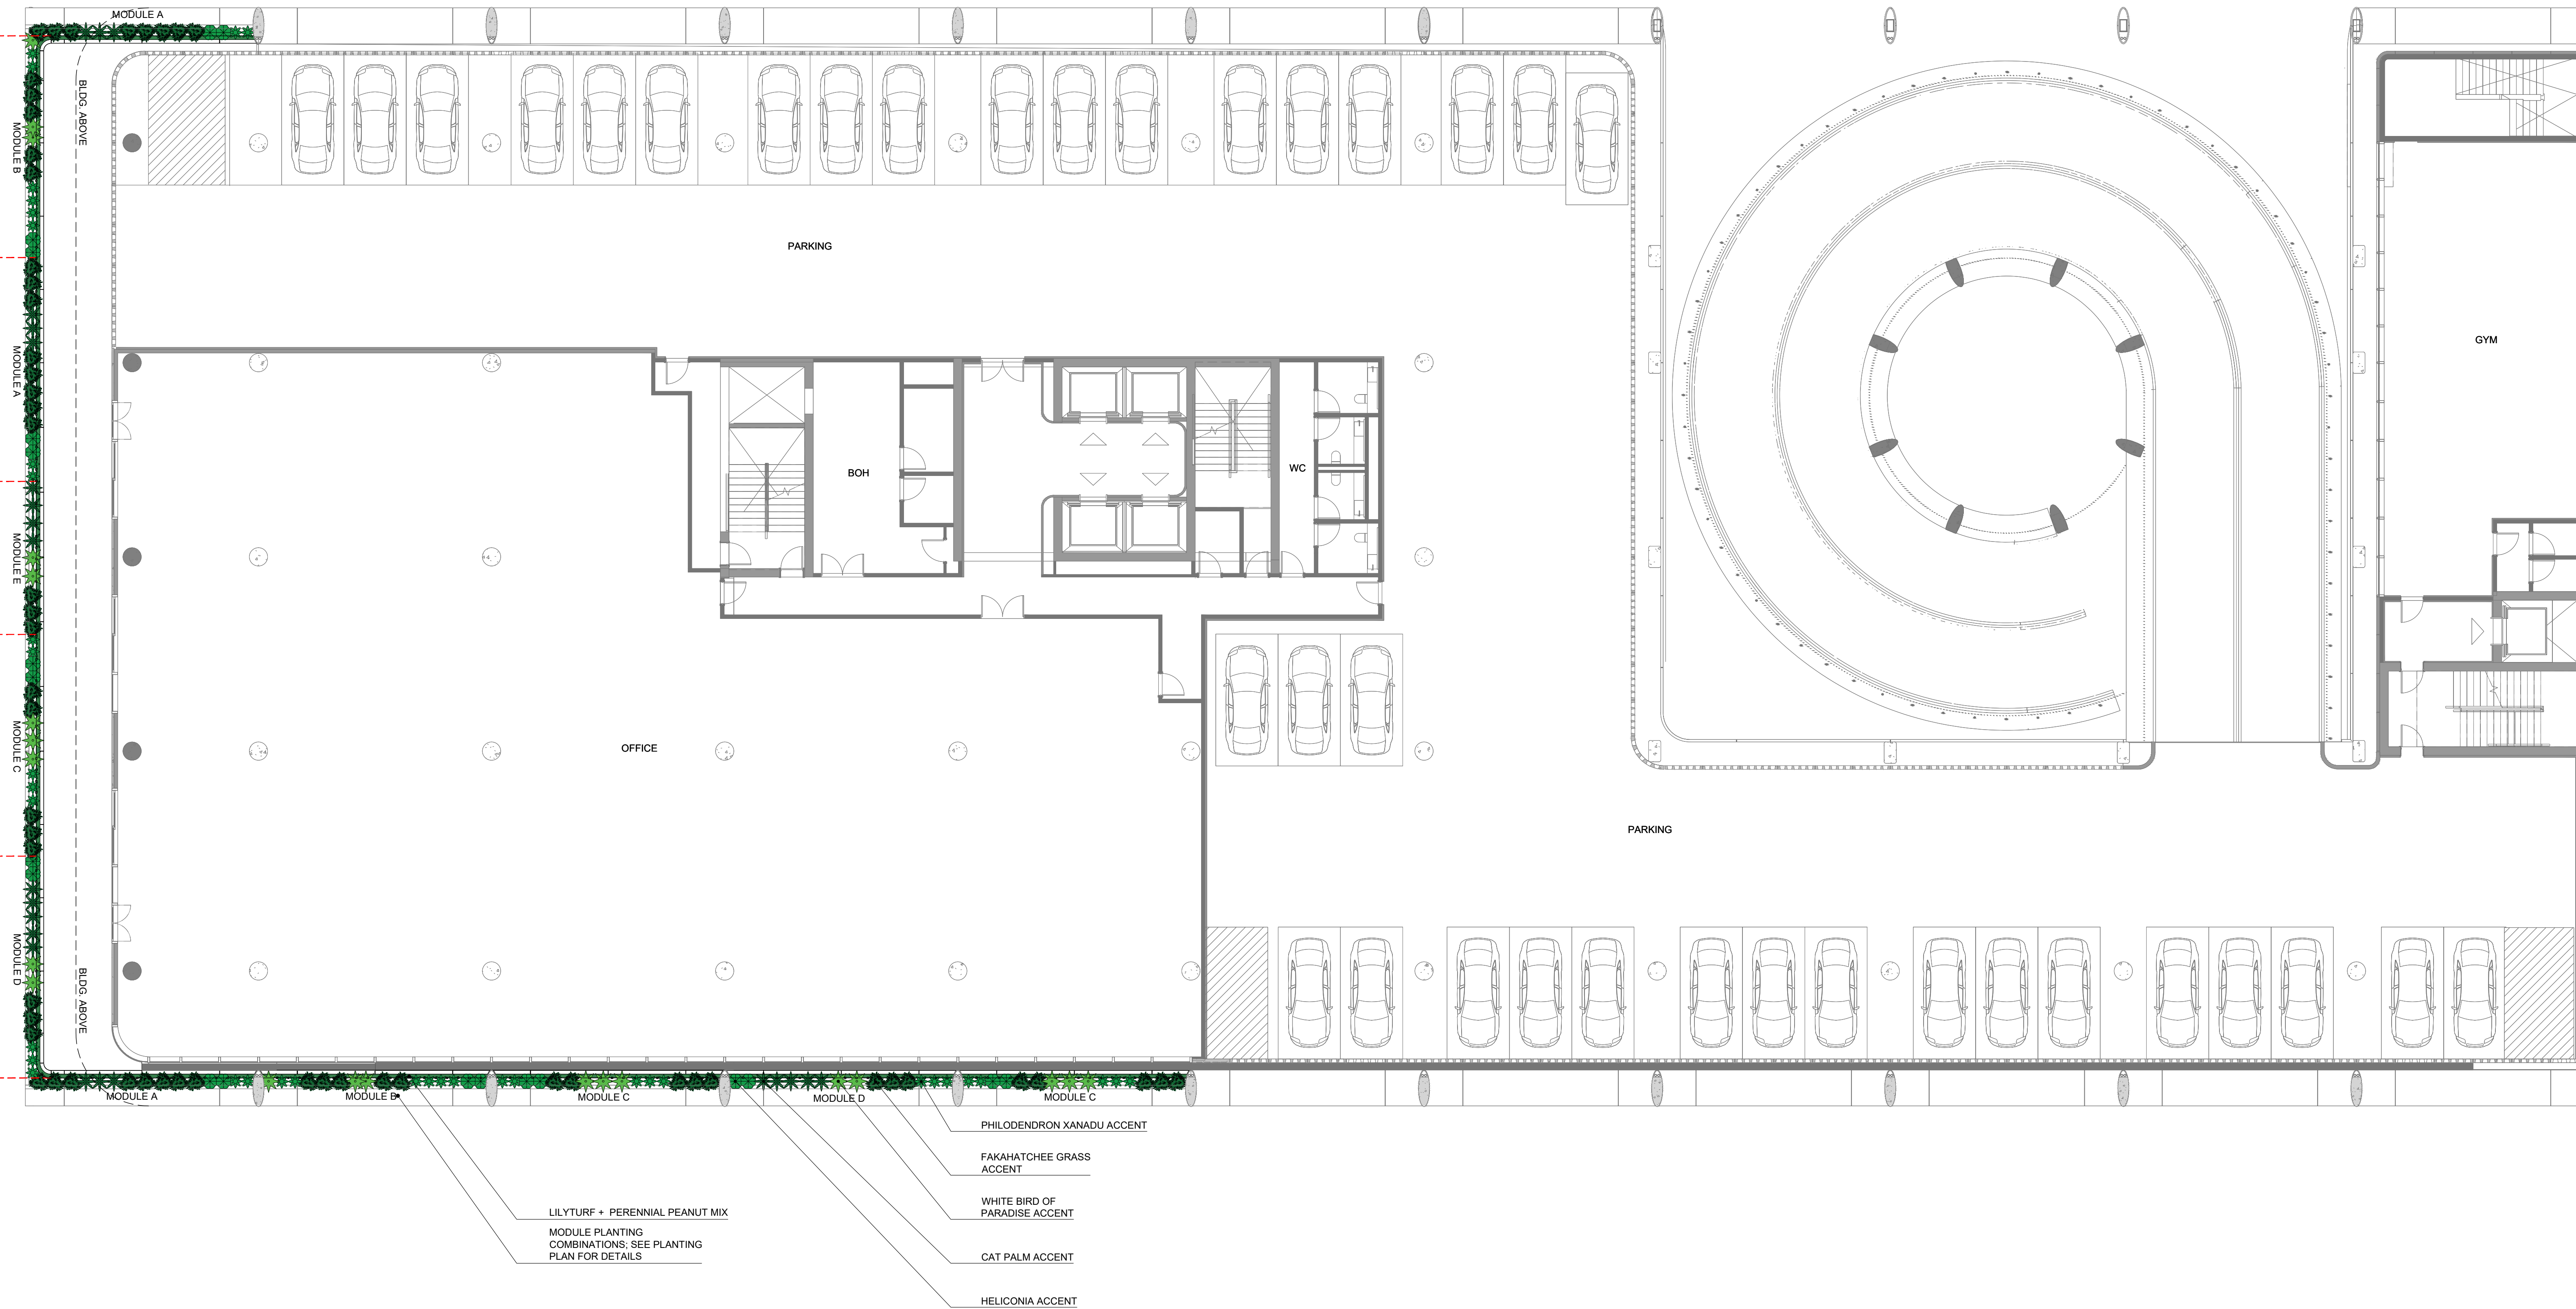 MODULE A
BLDG. ABOVE
MODULE B
PARKING
GYM
MODULE A
BOH
WC
MODULE E
MODULE C
OFFICE
PARKING
MODULE D
BLDG. ABOVE
MODULE A
MODULE B
MODULE C
MODULE D
MODULE C
PHILODENDRON XANADU ACCENT
FAKAHATCHEE GRASS
ACCENT
WHITE BIRD OF
PARADISE ACCENT
LILYTURF + PERENNIAL PEANUT MIX
MODULE PLANTING
COMBINATIONS; SEE PLANTING
PLAN FOR DETAILS
CAT PALM ACCENT
HELICONIA ACCENT